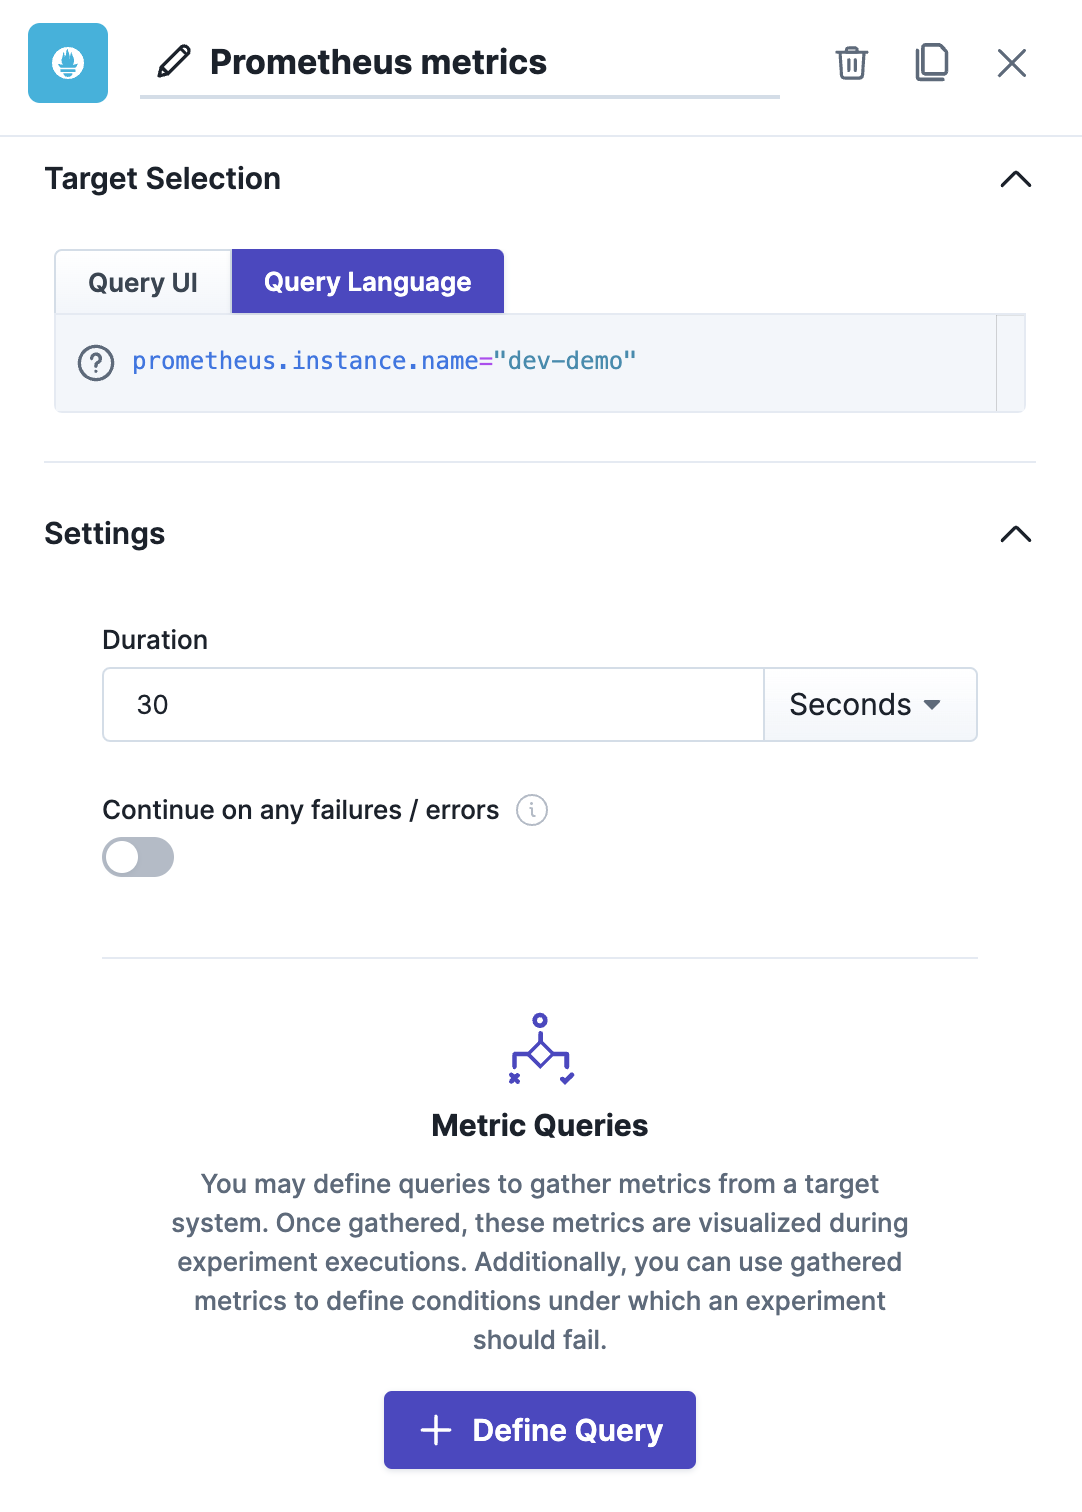 Prometheus metrics
Target Selection
Query UI
Query Language
prometheus.instance.name="dev-demo"
Settings
Duration
30
Seconds
Continue on any failures / errors
Metric Queries
You may define queries to gather metrics from a target
system. Once gathered, these metrics are visualized during
experiment executions. Additionally, you can use gathered
metrics to define conditions under which an experiment
should fail.
Define Query